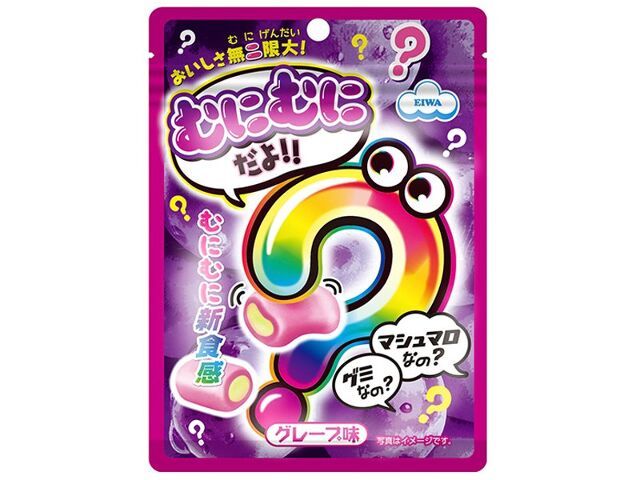 むに げんだい
おいしさ無二限大!
EIWA
むにむに
だよ!!
むにむに新食感
マシュマロ
なの?
グミ
なの?
グレープ味
写真はイメージです。